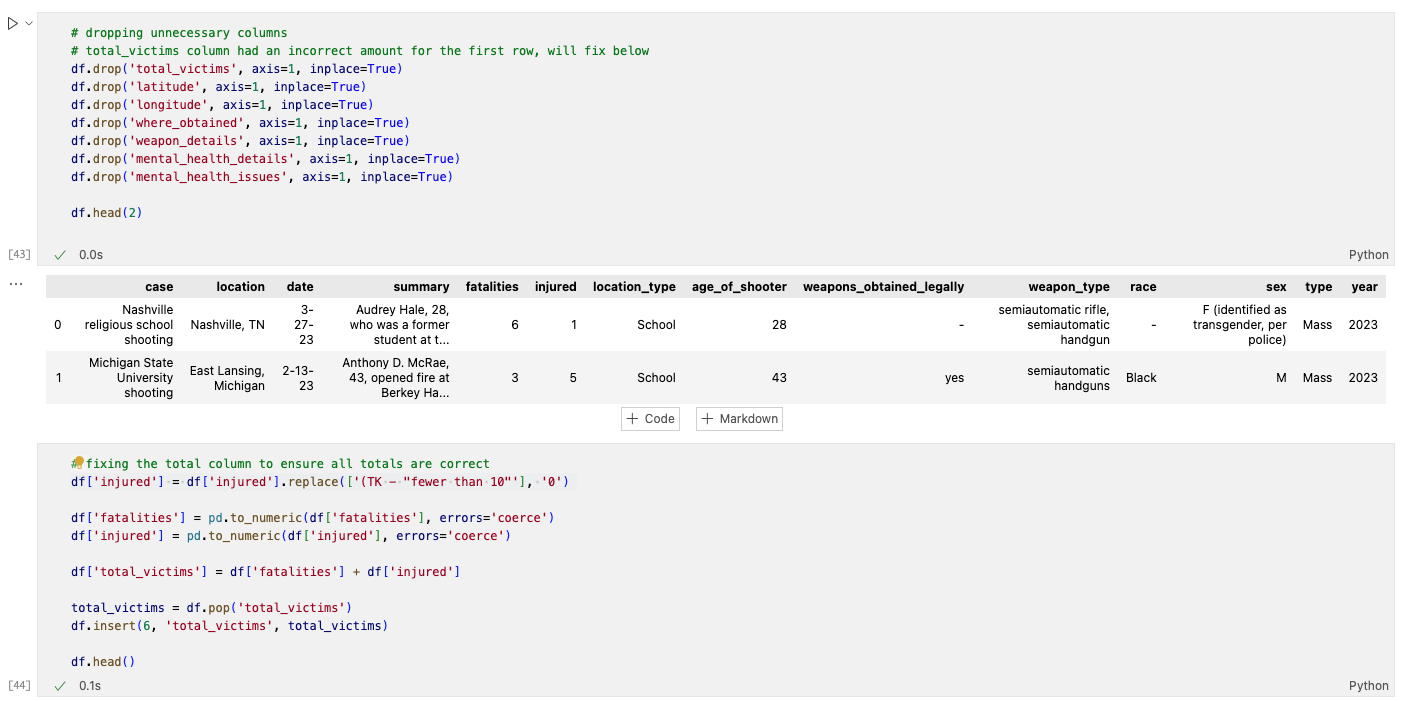 # dropping unnecessary columns
# total_victims column had an incorrect amount for the first row, will fix below
df.drop('total_victims', axis=1, inplace=True)
df.drop('latitude', axis=1, inplace=True)
df.drop('longitude', axis=1, inplace=True)
df.drop('where_obtained', axis=1, inplace=True)
df.drop('weapon_details', axis=1, inplace=True)
df.drop('mental_health_details', axis=1, inplace=True)
df.drop('mental_health_issues', axis=1, inplace=True)
df.head(2)
[43] 0.0s Python
case location date summary fatalities injured location_type age_of_shooter weapons_obtained_legally weapon_type race sex type year
0 Nashville religious school shooting Nashville, TN 3-27-23 Audrey Hale, 28, who was a former student at t... 6 1 School 28 - semiautomatic rifle, semiautomatic handgun - F (identified as transgender, per police) Mass 2023
1 Michigan State University shooting East Lansing, Michigan 2-13-23 Anthony D. McRae, 43, opened fire at Berkey Ha... 3 5 School 43 yes semiautomatic handguns Black M Mass 2023
+ Code + Markdown
# fixing the total column to ensure all totals are correct
df['injured'] = df['injured'].replace(['(TK - "fewer than 10"'], '0')
df['fatalities'] = pd.to_numeric(df['fatalities'], errors='coerce')
df['injured'] = pd.to_numeric(df['injured'], errors='coerce')
df['total_victims'] = df['fatalities'] + df['injured']
total_victims = df.pop('total_victims')
df.insert(6, 'total_victims', total_victims)
df.head()
[44] 0.1s Python